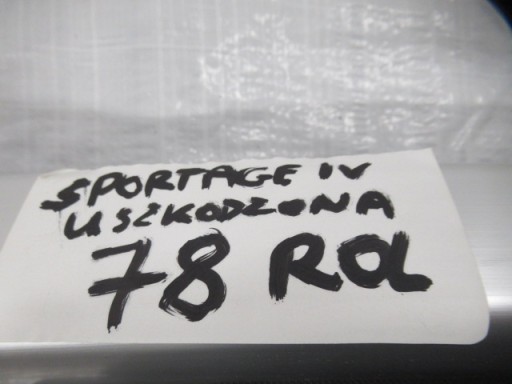 SPORTAGE IV
USZKODZONA
78 ROL